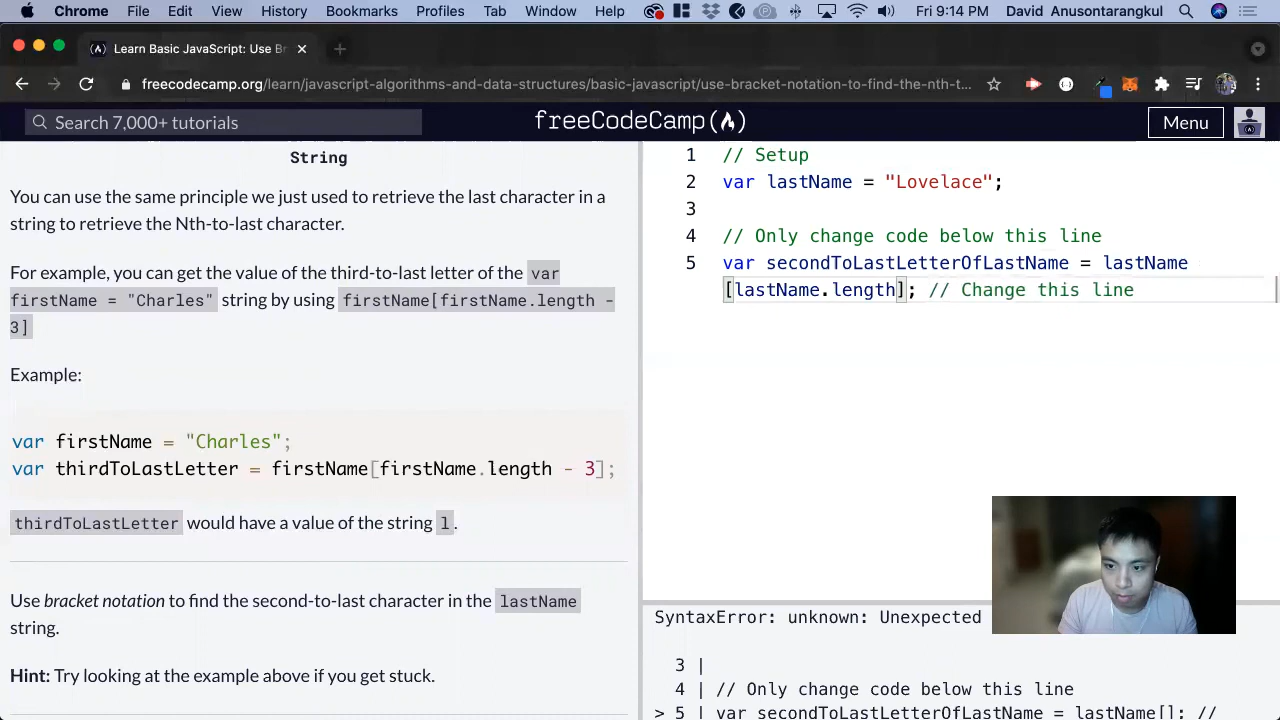 Chrome File Edit View History Bookmarks Profiles Tab Window Help Fri 9:14 PM David Anusontarangkul
Learn Basic JavaScript: Use Br
freecodecamp.org/learn/javascript-algorithms-and-data-structures/basic-javascript/use-bracket-notation-to-find-the-nth-t...
Search 7,000+ tutorials
freeCodeCamp
Menu
String
You can use the same principle we just used to retrieve the last character in a
string to retrieve the Nth-to-last character.
For example, you can get the value of the third-to-last letter of the var
firstName = "Charles" string by using firstName[firstName.length -
3]
Example:
var firstName = "Charles";
var thirdToLastLetter = firstName[firstName.length - 3];
thirdToLastLetter would have a value of the string l.
Use bracket notation to find the second-to-last character in the lastName
string.
Hint: Try looking at the example above if you get stuck.
1 // Setup
2 var lastName = "Lovelace";
3
4 // Only change code below this line
5 var secondToLastLetterOfLastName = lastName
[lastName.length]; // Change this line
SyntaxError: unknown: Unexpected
3 |
4 | // Only change code below this line
> 5 | var secondToLastLetterOfLastName = lastName[]; //